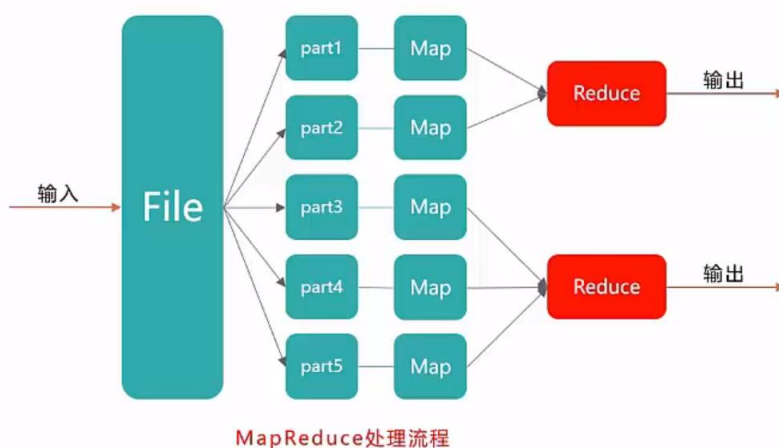 输入
File
part1
Map
part2
Map
part3
Map
part4
Map
part5
Map
Reduce
输出
Reduce
输出
MapReduce处理流程